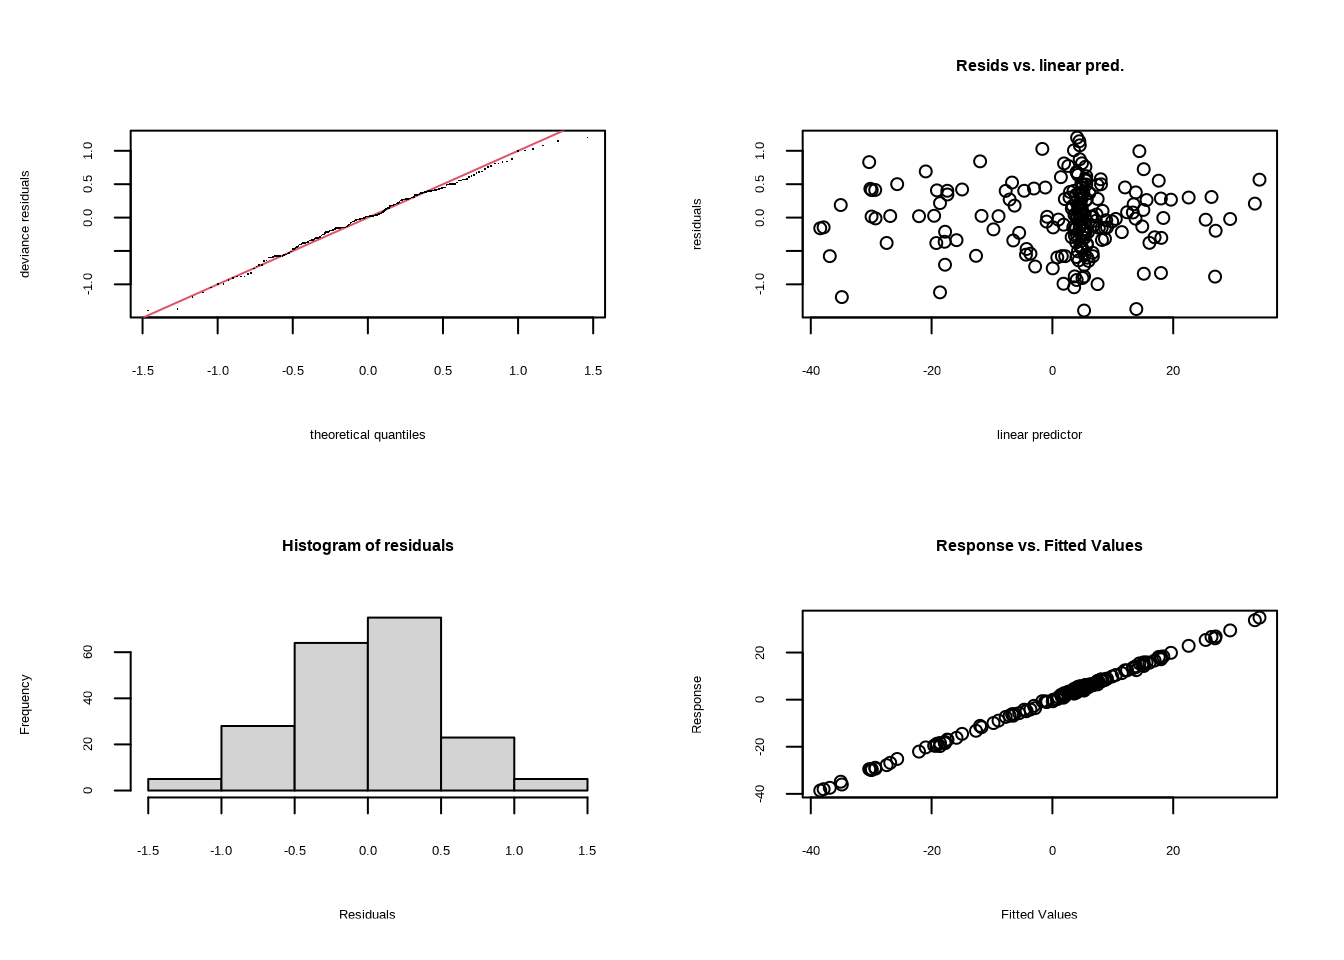 deviance residuals
-1.0 0.0 0.5 1.0
-1.5 -1.0 -0.5 0.0 0.5 1.0 1.5
theoretical quantiles
Resids vs. linear pred.
residuals
-1.0 0.0 0.5 1.0
-40 -20 0 20
linear predictor
Histogram of residuals
Frequency
0 20 40 60
-1.5 -1.0 -0.5 0.0 0.5 1.0 1.5
Residuals
Response vs. Fitted Values
Response
-40 -20 0 20
-40 -20 0 20
Fitted Values